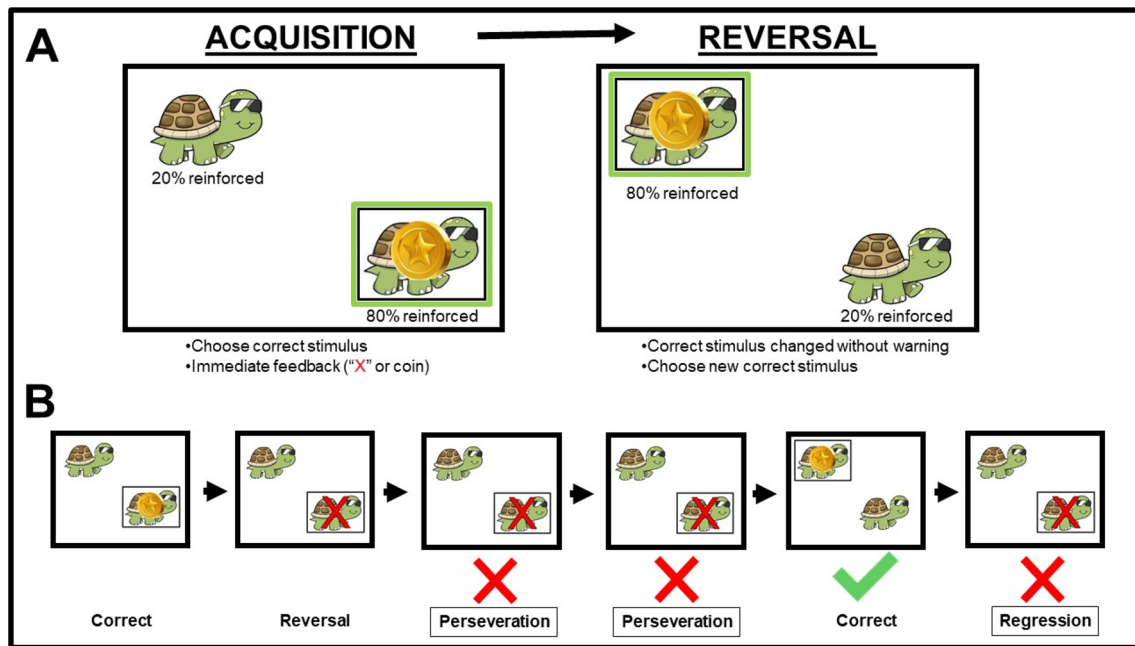 A
ACQUISITION
REVERSAL
20% reinforced
80% reinforced
80% reinforced
20% reinforced
•Choose correct stimulus
•Immediate feedback (“X” or coin)
•Correct stimulus changed without warning
•Choose new correct stimulus
B
Correct
Reversal
Perseveration
Perseveration
Correct
Regression